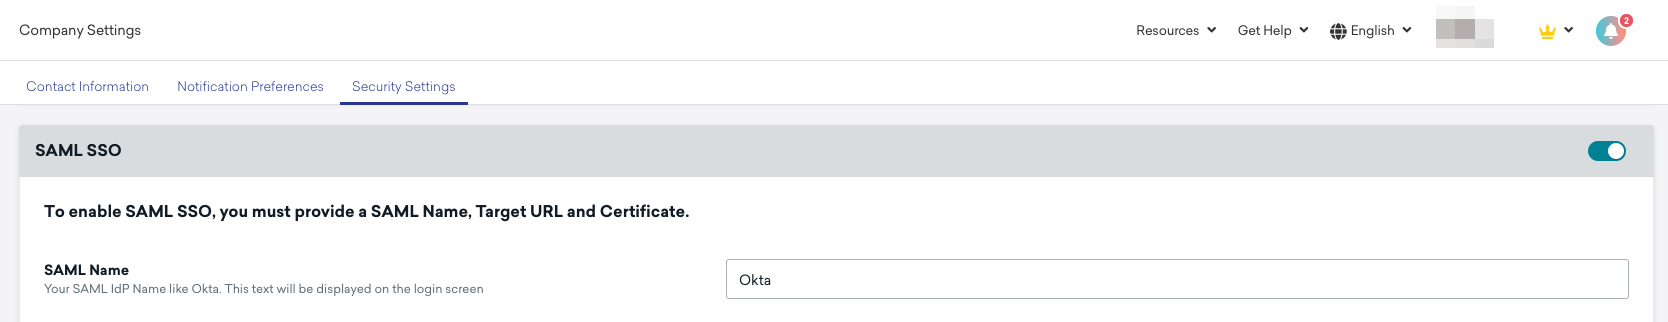 Company Settings
Resources
Get Help
English
2
Contact Information
Notification Preferences
Security Settings
SAML SSO
To enable SAML SSO, you must provide a SAML Name, Target URL and Certificate.
SAML Name
Okta
Your SAML IdP Name like Okta. This text will be displayed on the login screen